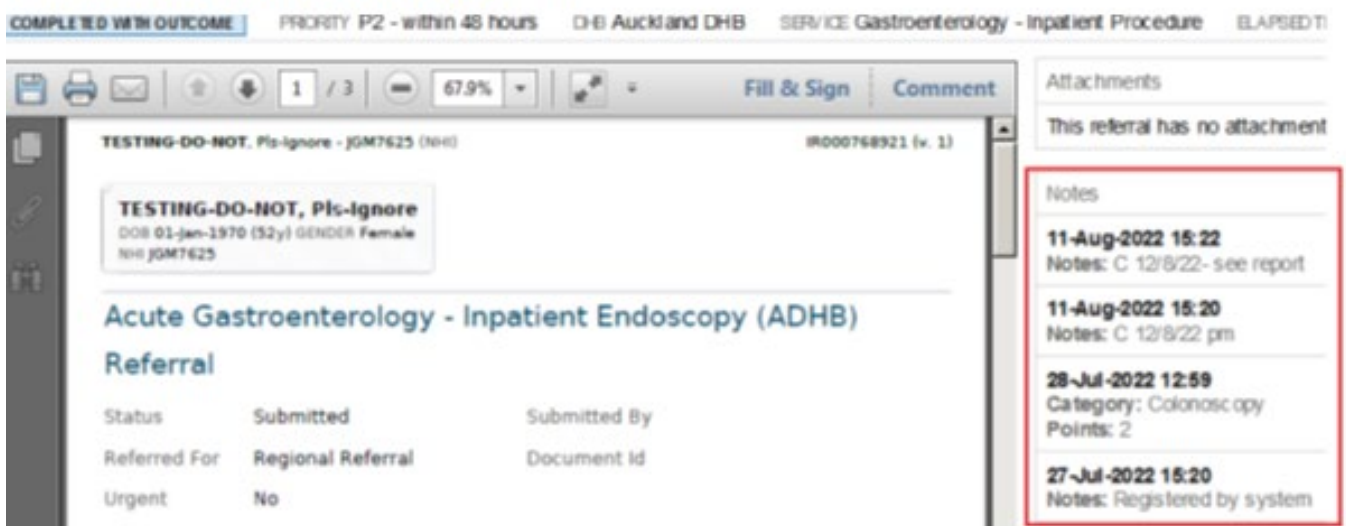 COMPLETED WITH OUTCOME PRIORITY P2 - within 48 hours DHB Auckland DHB SERVICE Gastroenterology - Inpatient Procedure ELAPSED
1 / 3 67.9% Fill & Sign Comment
TESTING-DO-NOT, Pls-Ignore - JGM7625 (NHI) IR000768921 (v. 1)
TESTING-DO-NOT, Pls-Ignore
DOB 01-Jan-1970 (52y) GENDER Female
NHI JGM7625
Acute Gastroenterology - Inpatient Endoscopy (ADHB)
Referral
Status Submitted Submitted By
Referred For Regional Referral Document Id
Urgent No
Attachments
This referral has no attachment
Notes
11-Aug-2022 15:22
Notes: C 12/8/22- see report
11-Aug-2022 15:20
Notes: C 12/8/22 pm
28-Jul-2022 12:59
Category: Colonoscopy
Points: 2
27-Jul-2022 15:20
Notes: Registered by system